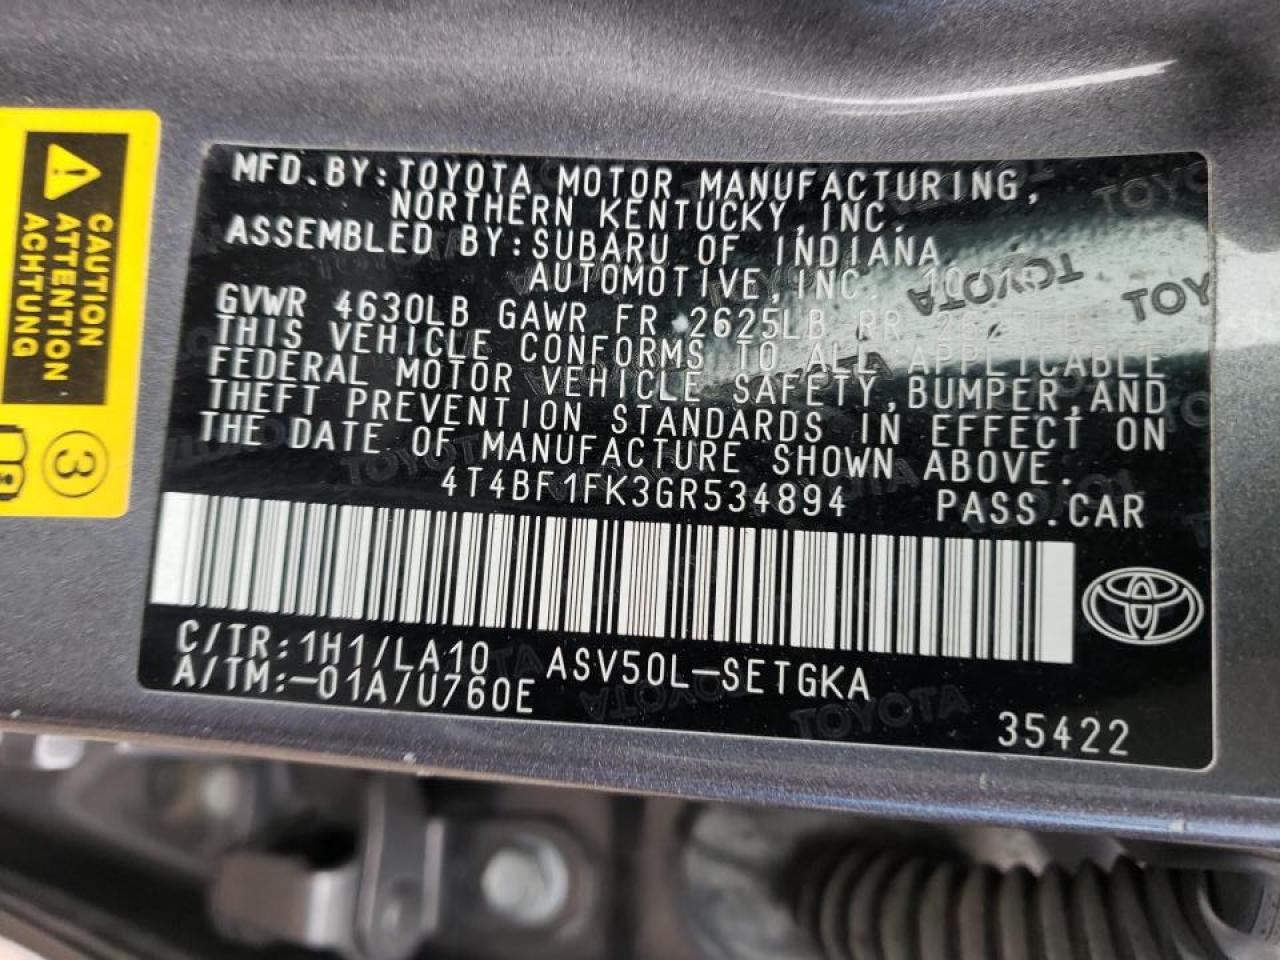 CAUTION
ATTENTION
ACHTUNG
3
MFD.BY:TOYOTA MOTOR MANUFACTURING,
NORTHERN KENTUCKY,INC.
ASSEMBLED BY:SUBARU OF INDIANA
AUTOMOTIVE,INC.
GVWR 4630LB GAWR FR 2625LB RR
THIS VEHICLE CONFORMS TO ALL APPLICABLE
FEDERAL MOTOR VEHICLE SAFETY,BUMPER,AND
THEFT PREVENTION STANDARDS IN EFFECT ON
THE DATE OF MANUFACTURE SHOWN ABOVE.
4T4BF1FK3GR534894 PASS.CAR
C/TR:1H1/LA10 ASV50L-SETGKA
A/TM:-01A/U760E
35422